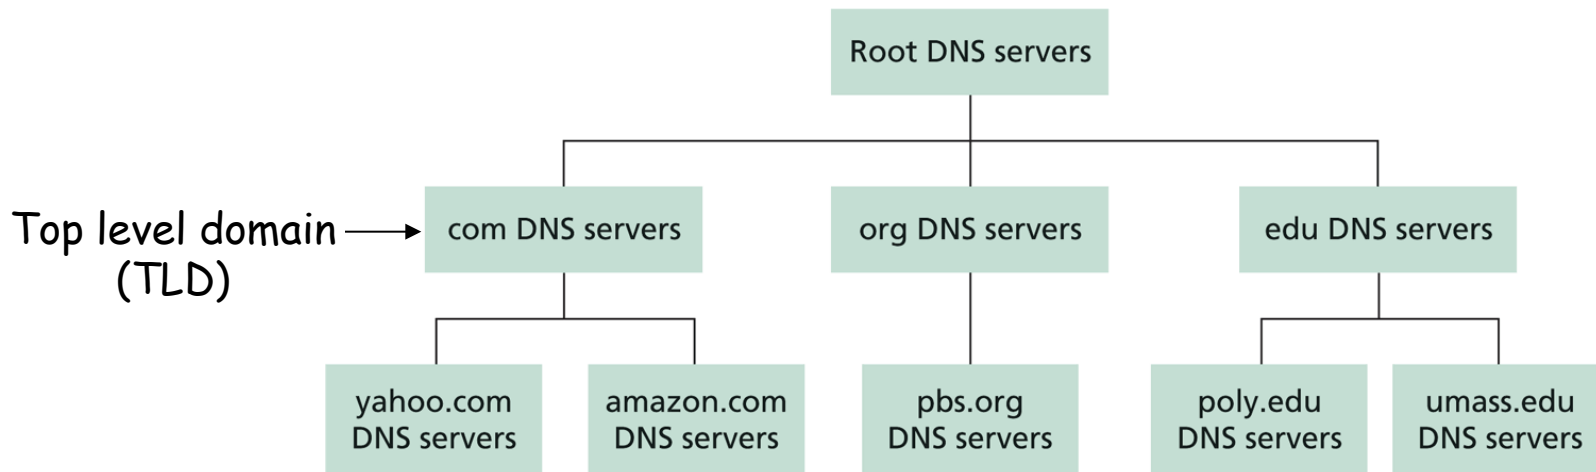 Root DNS servers
Top level domain
(TLD)
com DNS servers
org DNS servers
edu DNS servers
yahoo.com
DNS servers
amazon.com
DNS servers
pbs.org
DNS servers
poly.edu
DNS servers
umass.edu
DNS servers